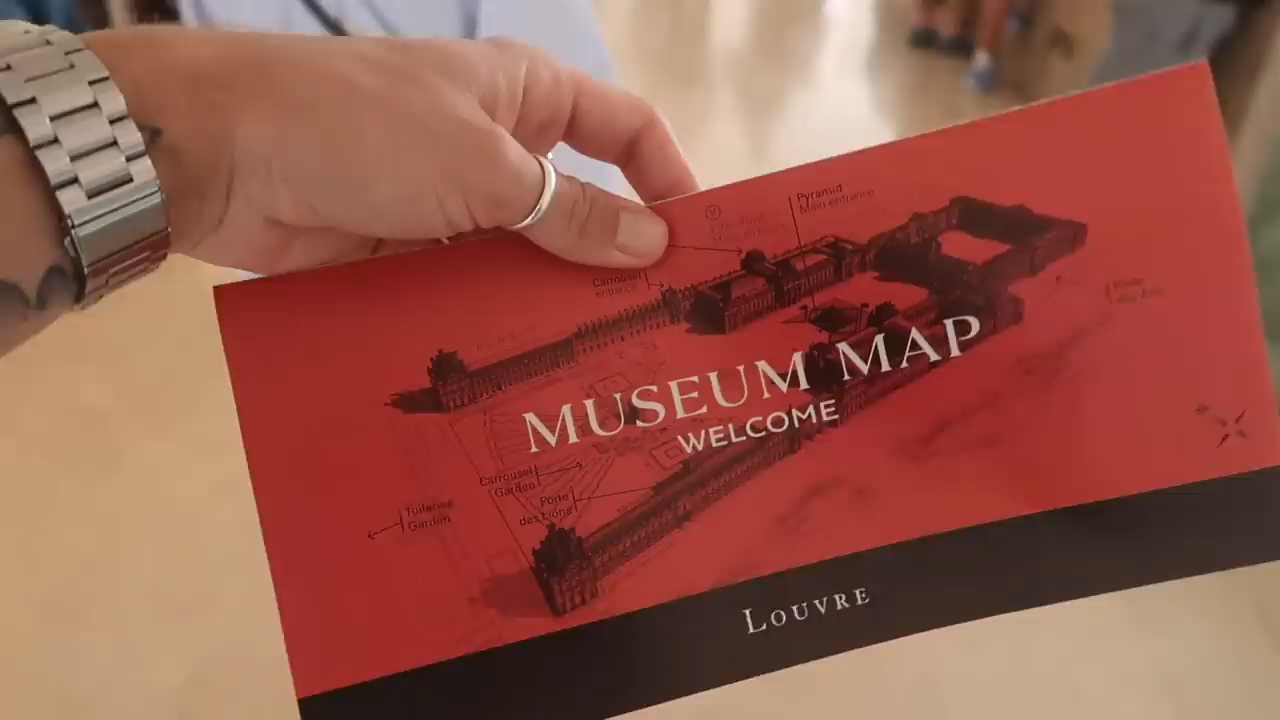 Pyramid
Main entrance
Carrousel
entrance
MUSEUM MAP
WELCOME
Carrousel
Garden
Porte
des Lions
Tuileries
Garden
LOUVRE